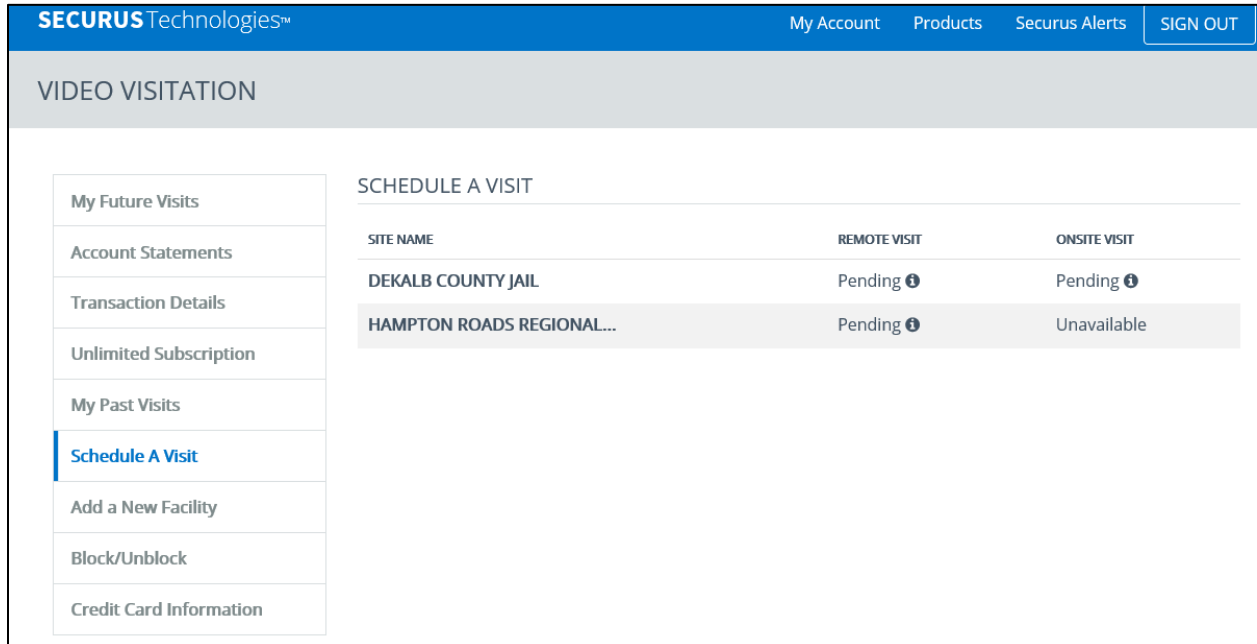 SECURUS Technologies™ My Account Products Securus Alerts SIGN OUT
VIDEO VISITATION
My Future Visits
Account Statements
Transaction Details
Unlimited Subscription
My Past Visits
Schedule A Visit
Add a New Facility
Block/Unblock
Credit Card Information
SCHEDULE A VISIT
SITE NAME REMOTE VISIT ONSITE VISIT
DEKALB COUNTY JAIL Pending Pending
HAMPTON ROADS REGIONAL... Pending Unavailable